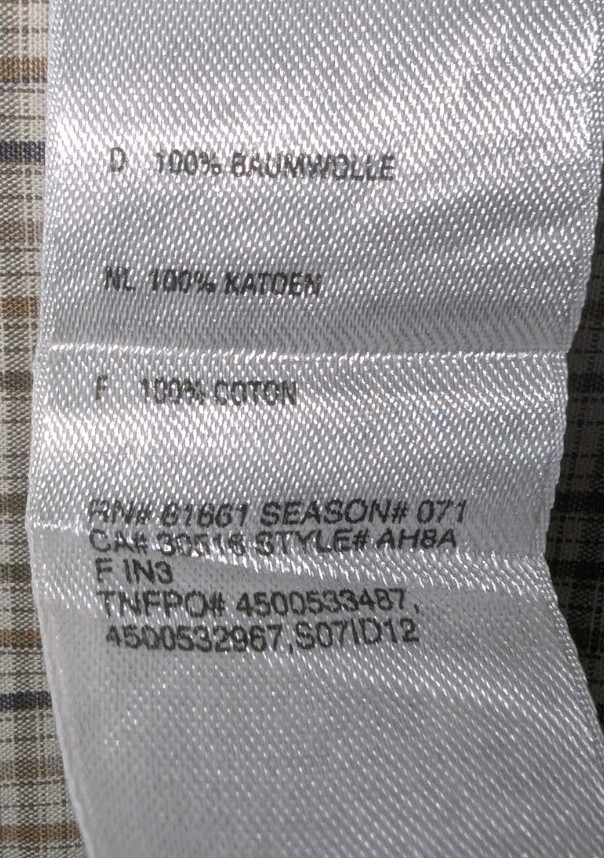 D 100% BAUMWOLLE
NL 100% KATOEN
F 100% COTON
RN# 61661 SEASON# 071
CA# 30516 STYLE# AH8A
F IN3
TNFPO# 4500533487,
4500532967,S07ID12